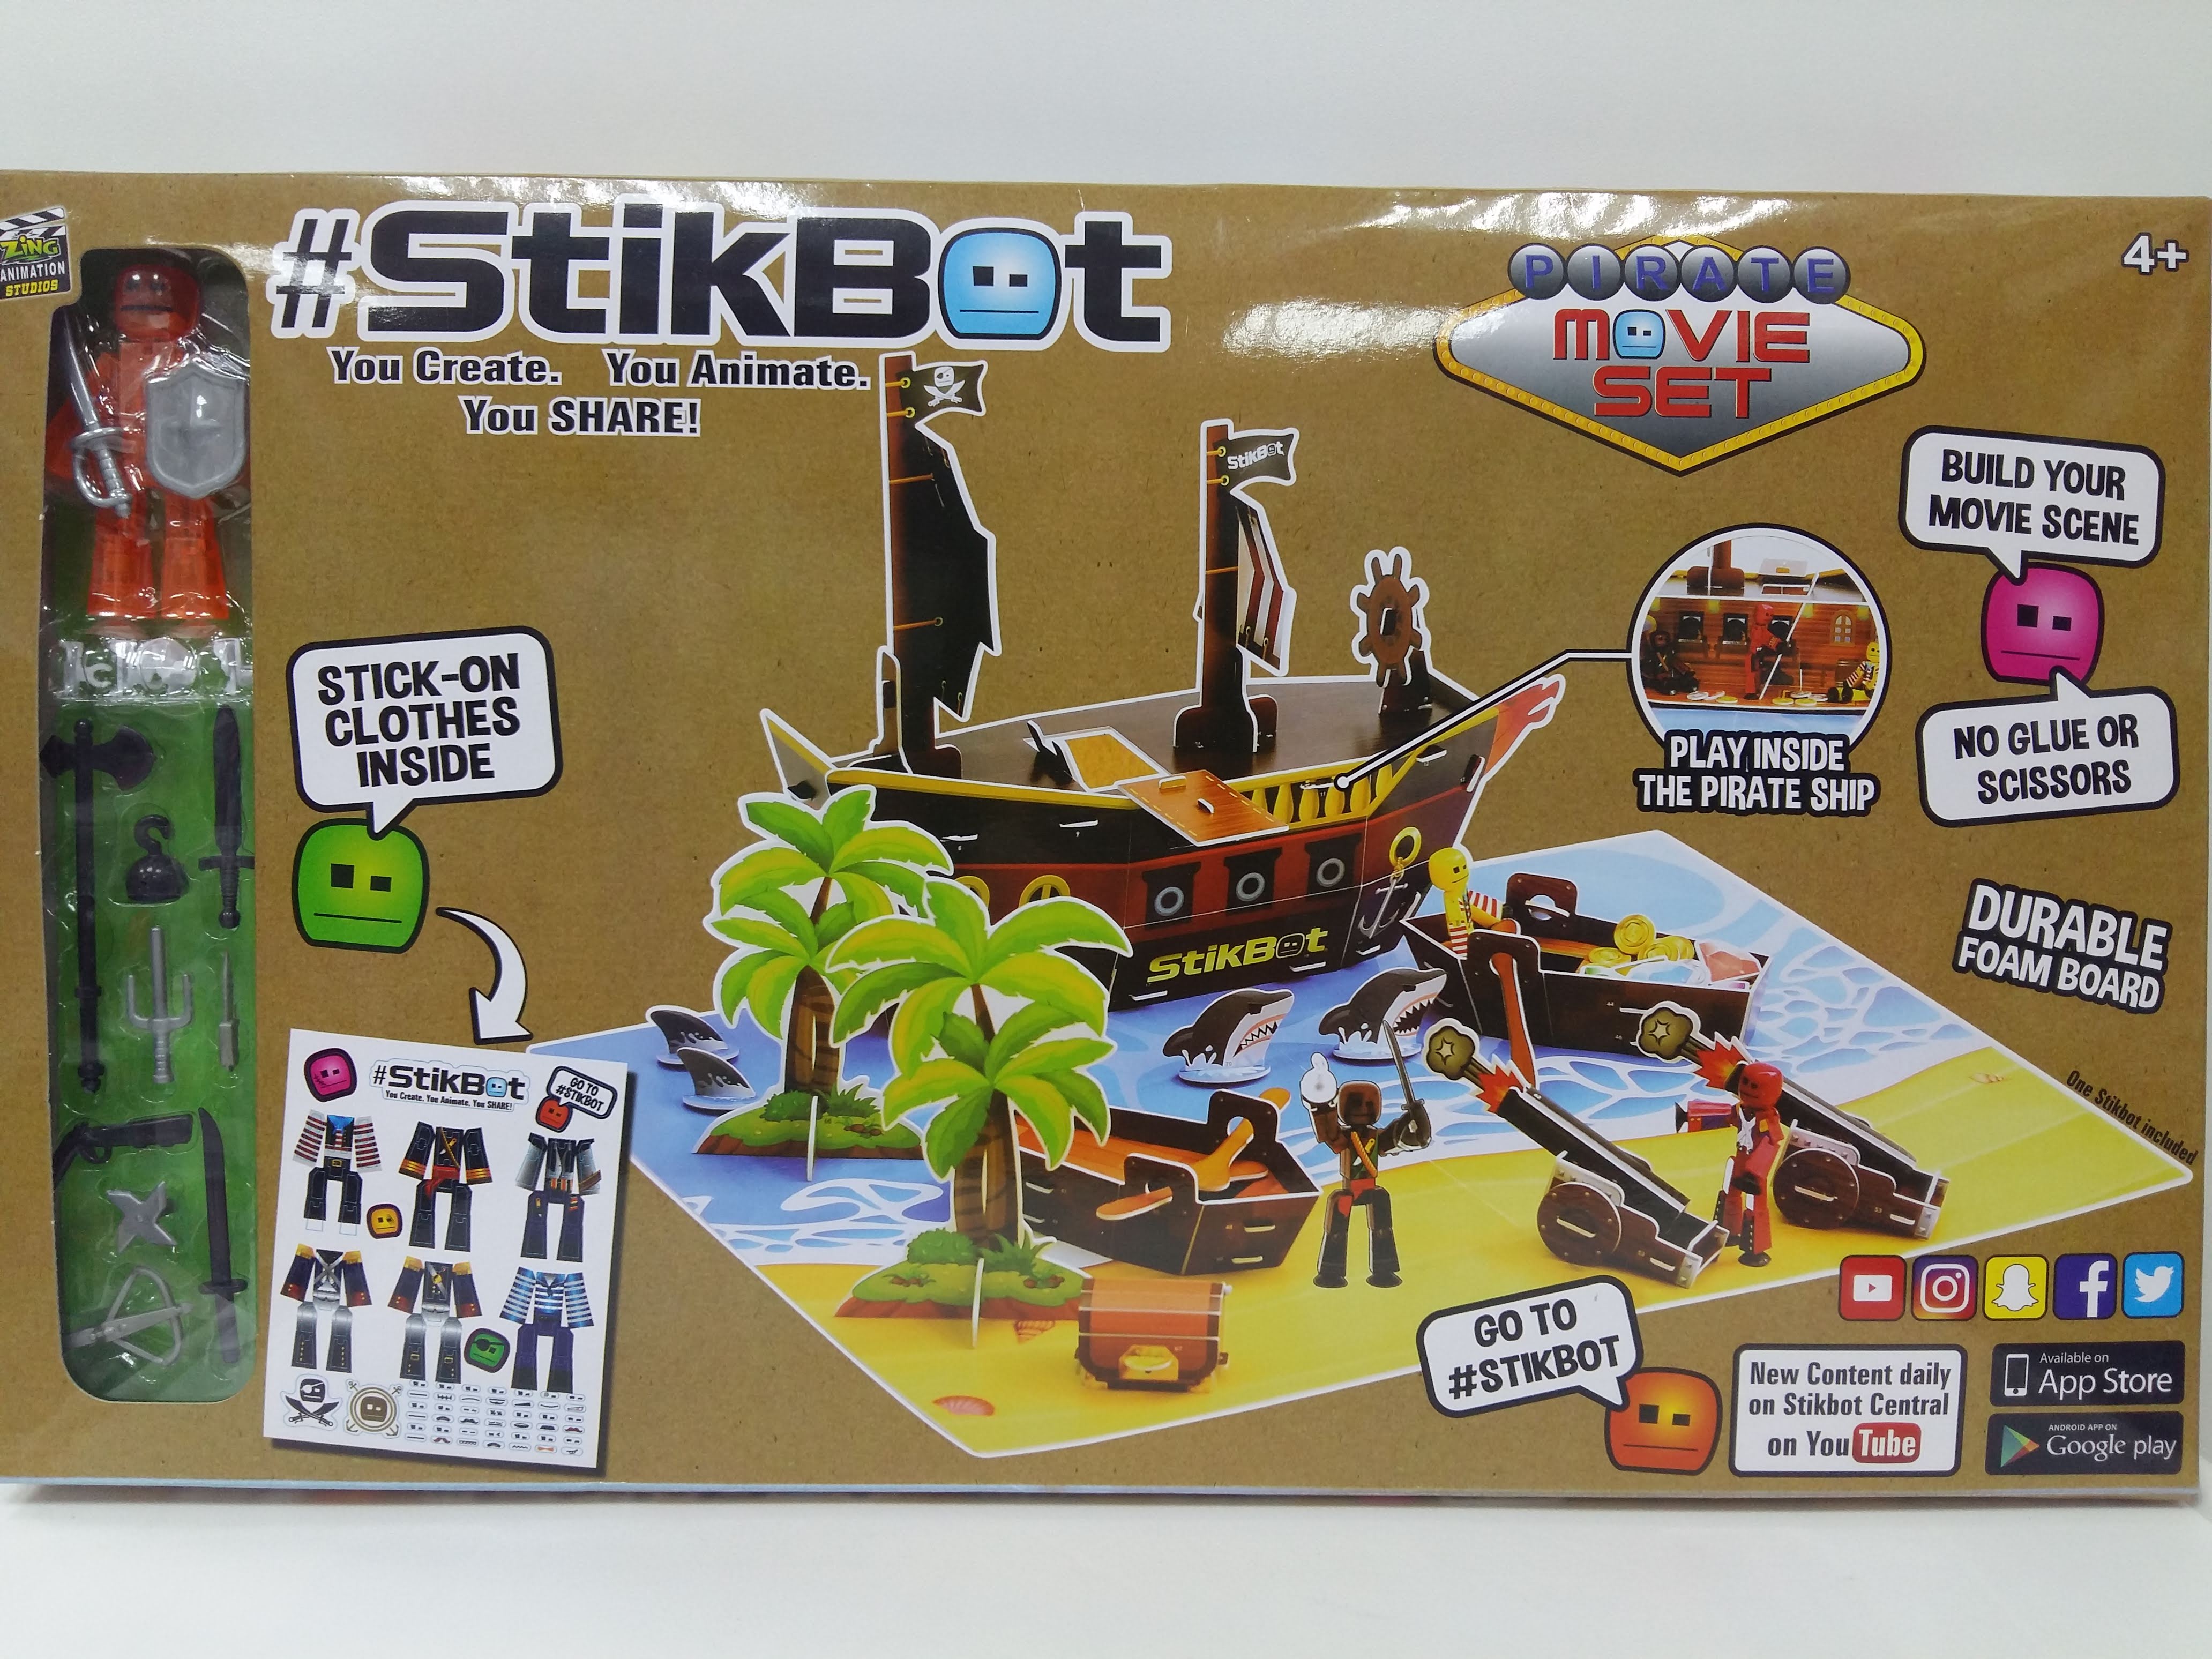 ZING
ANIMATION
STUDIOS
#StikBot
You Create. You Animate.
You SHARE!
PIRATE
MOVIE
SET
4+
StikBot
BUILD YOUR
MOVIE SCENE
NO GLUE OR
SCISSORS
PLAY INSIDE
THE PIRATE SHIP
STICK-ON
CLOTHES
INSIDE
DURABLE
FOAM BOARD
StikBot
#StikBot
You Create. You Animate. You SHARE!
GO TO
#STIKBOT
One Stikbot included
GO TO
#STIKBOT
New Content daily
on Stikbot Central
on YouTube
Available on
App Store
ANDROID APP ON
Google play